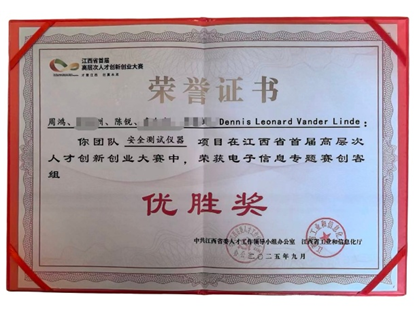 江西省首届
高层次人才创新创业大赛
荣誉证书
周鸿、 陈锐、 Dennis Leonard Vander Linde：
你团队 安全测试仪器 项目在江西省首届高层次
人才创新创业大赛中，荣获电子信息专题赛创客
组
优胜奖
中共江西省委人才工作领导小组办公室 江西省工业和信息化厅
二〇二五年九月